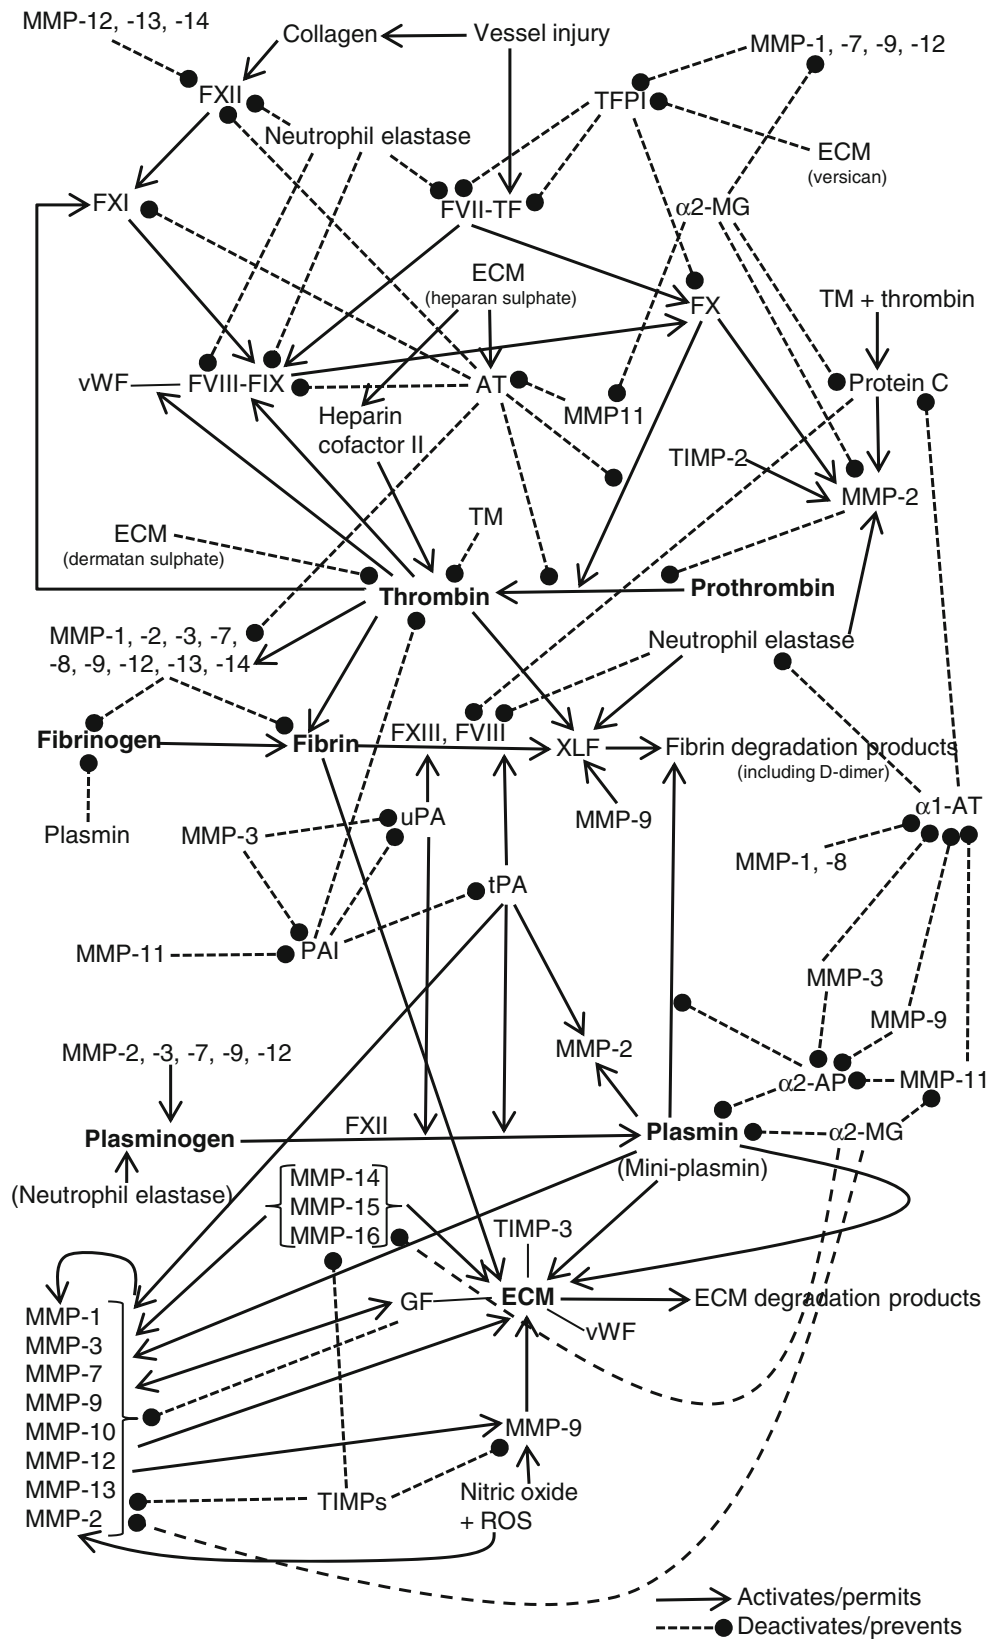 MMP-12, -13, -14
Collagen
Vessel injury
MMP-1, -7, -9, -12
FXII
TFPI
Neutrophil elastase
ECM
(versican)
FXI
FVII-TF
α2-MG
ECM
(heparan sulphate)
FX
TM + thrombin
vWF
FVIII-FIX
AT
MMP11
Protein C
Heparin
cofactor II
TIMP-2
MMP-2
ECM
(dermatan sulphate)
TM
Thrombin
Prothrombin
MMP-1, -2, -3, -7,
-8, -9, -12, -13, -14
Neutrophil elastase
Fibrinogen
Fibrin
FXIII, FVIII
XLF
Fibrin degradation products
(including D-dimer)
Plasmin
MMP-3
uPA
MMP-9
α1-AT
MMP-1, -8
tPA
MMP-11
PAI
MMP-3
MMP-9
MMP-2, -3, -7, -9, -12
MMP-2
α2-AP
MMP-11
Plasminogen
FXII
Plasmin
α2-MG
(Mini-plasmin)
(Neutrophil elastase)
MMP-14
MMP-15
MMP-16
TIMP-3
MMP-1
GF
ECM
ECM degradation products
vWF
MMP-3
MMP-7
MMP-9
MMP-10
MMP-9
MMP-12
MMP-13
TIMPs
Nitric oxide
+ ROS
MMP-2
Activates/permits
Deactivates/prevents